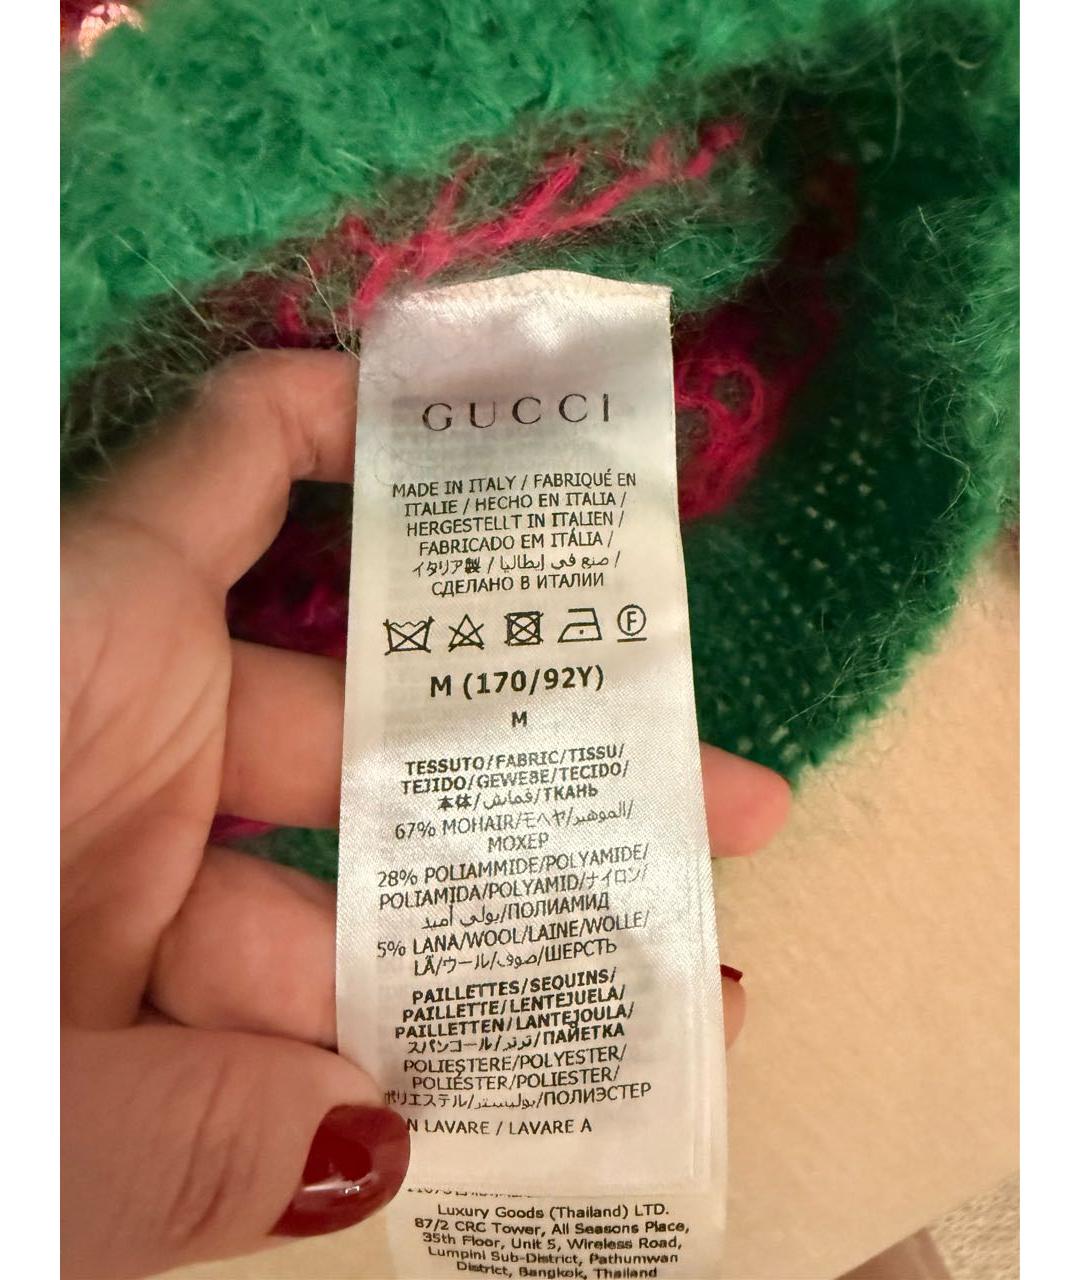 GUCCI
MADE IN ITALY / FABRIQUÉ EN
ITALIE / HECHO EN ITALIA /
HERGESTELLT IN ITALIEN /
FABRICADO EM ITÁLIA /
イタリア製 / صنع في إيطاليا /
СДЕЛАНО В ИТАЛИИ
F
M (170/92Y)
M
TESSUTO/FABRIC/TISSU/
TEJIDO/GEWEBE/TECIDO/
本体/قماش/ТКАНЬ
67% MOHAIR/モヘヤ/الموهير/
МОХЕР
28% POLIAMMIDE/POLYAMIDE/
POLIAMIDA/POLYAMID/ナイロン/
بولي أميد/ПОЛИАМИД
5% LANA/WOOL/LAINE/WOLLE/
LÃ/ウール/صوف/ШЕРСТЬ
PAILLETTES/SEQUINS/
PAILLETTE/LENTEJUELA/
PAILLETTEN/LANTEJOULA/
スパンコール/ترتر/ПАЙЕТКА
POLIESTERE/POLYESTER/
POLIÉSTER/POLIESTER/
ポリエステル/بوليستر/ПОЛИЭСТЕР
N LAVARE / LAVARE A
Luxury Goods (Thailand) LTD.
87/2 CRC Tower, All Seasons Place,
35th Floor, Unit 5, Wireless Road,
Lumpini Sub-District, Pathumwan
District, Bangkok, Thailand